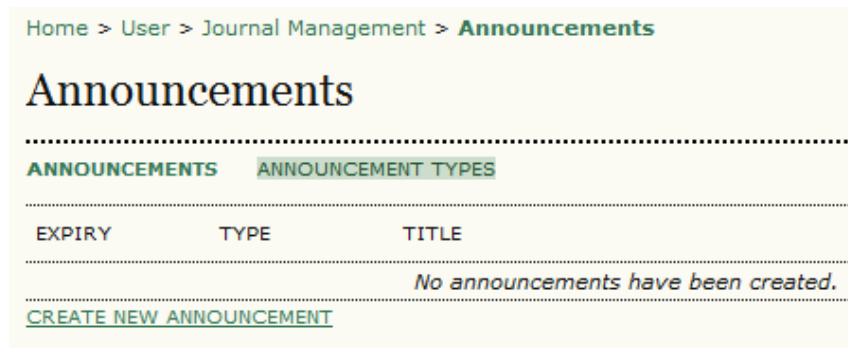 Home > User > Journal Management > Announcements
Announcements
ANNOUNCEMENTS ANNOUNCEMENT TYPES
EXPIRY TYPE TITLE
No announcements have been created.
CREATE NEW ANNOUNCEMENT